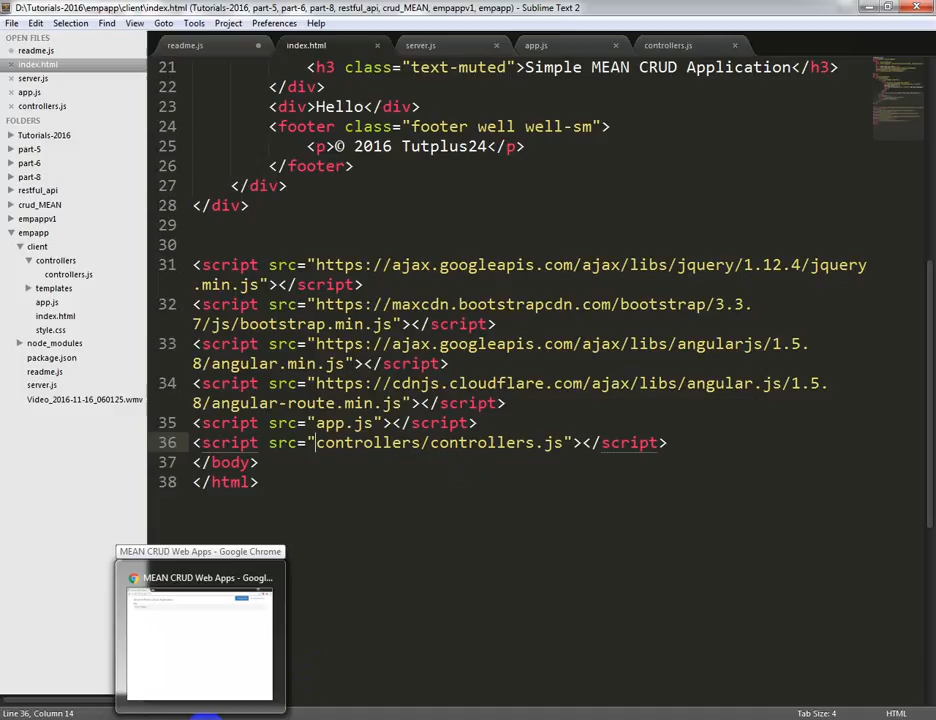 D:\Tutorials-2016\empapp\client\index.html (Tutorials-2016, part-5, part-6, part-8, restful_api, crud_MEAN, empappv1, empapp) - Sublime Text 2
File Edit Selection Find View Goto Tools Project Preferences Help
OPEN FILES
readme.js
index.html
server.js
app.js
controllers.js
FOLDERS
Tutorials-2016
part-5
part-6
part-8
restful_api
crud_MEAN
empappv1
empapp
client
controllers
controllers.js
templates
app.js
index.html
style.css
node_modules
package.json
readme.js
server.js
Video_2016-11-16_060125.wmv
readme.js index.html server.js app.js controllers.js
21 <h3 class="text-muted">Simple MEAN CRUD Application</h3>
22 </div>
23 <div>Hello</div>
24 <footer class="footer well well-sm">
25 <p>© 2016 Tutplus24</p>
26 </footer>
27 </div>
28 </div>
29
30
31 <script src="https://ajax.googleapis.com/ajax/libs/jquery/1.12.4/jquery
.min.js"></script>
32 <script src="https://maxcdn.bootstrapcdn.com/bootstrap/3.3.
7/js/bootstrap.min.js"></script>
33 <script src="https://ajax.googleapis.com/ajax/libs/angularjs/1.5.
8/angular.min.js"></script>
34 <script src="https://cdnjs.cloudflare.com/ajax/libs/angular.js/1.5.
8/angular-route.min.js"></script>
35 <script src="app.js"></script>
36 <script src="controllers/controllers.js"></script>
37 </body>
38 </html>
MEAN CRUD Web Apps - Google Chrome
MEAN CRUD Web Apps - Googl...
Line 36, Column 14 Tab Size: 4 HTML